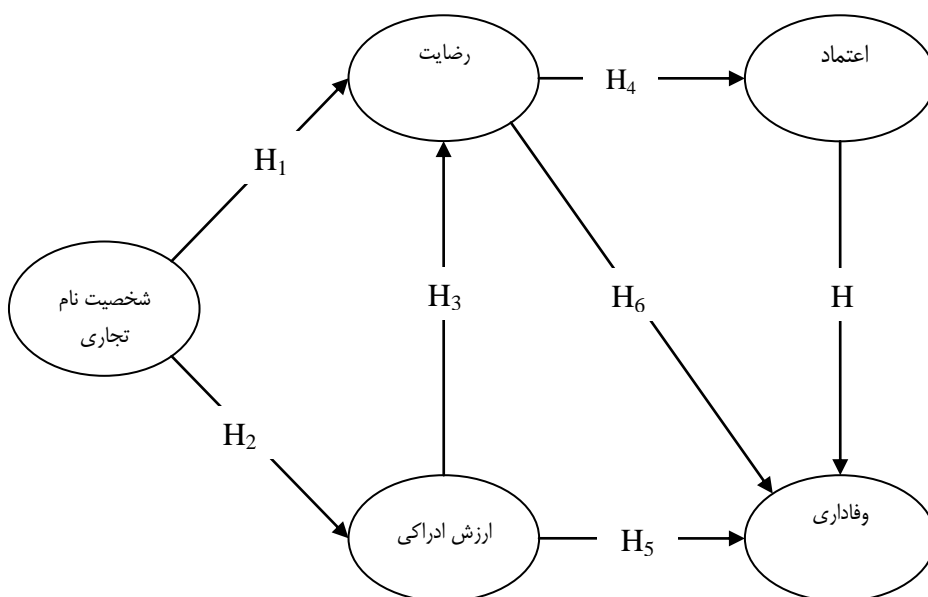 رضایت
اعتماد
H₄
H₁
شخصیت نام
تجاری
H₃
H₆
H
H₂
ارزش ادراکی
وفاداری
H₅